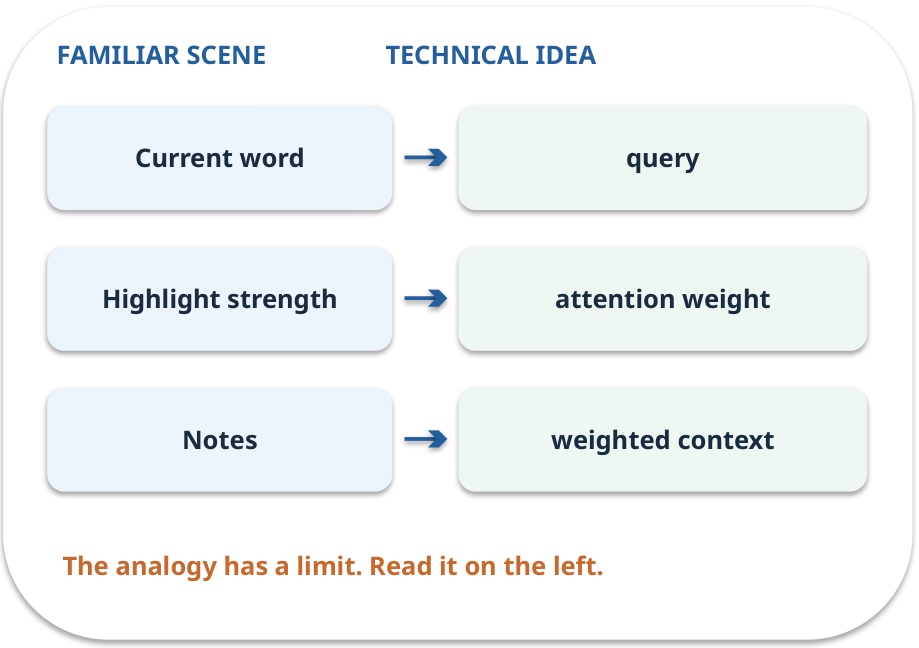 FAMILIAR SCENE TECHNICAL IDEA
Current word query
Highlight strength attention weight
Notes weighted context
The analogy has a limit. Read it on the left.